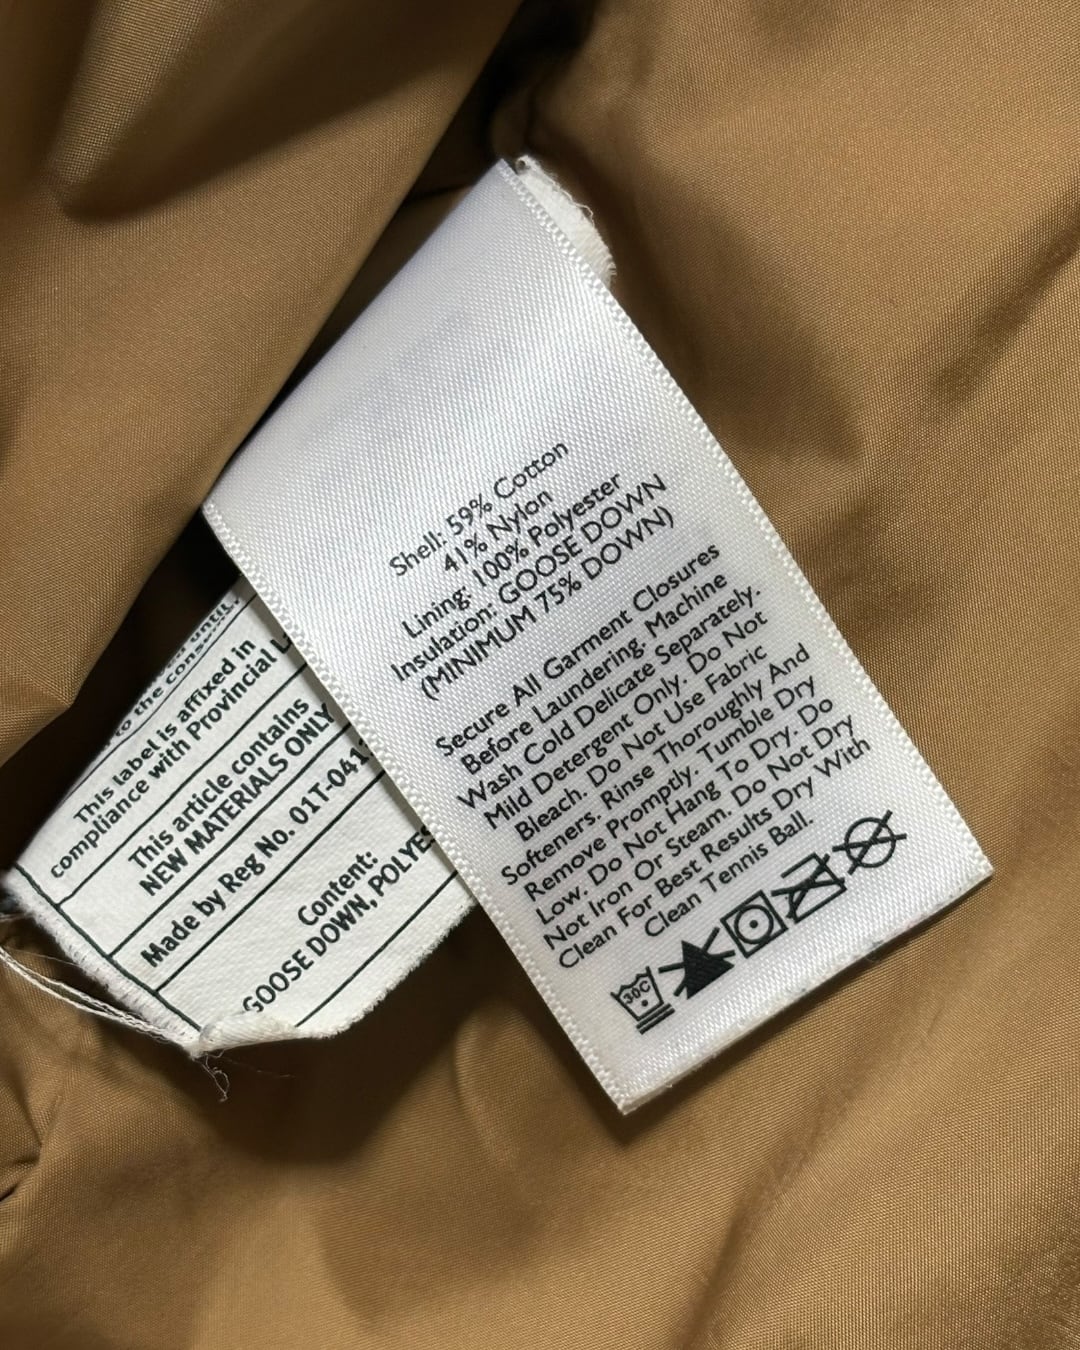 Shell: 59% Cotton
41% Nylon
Lining: 100% Polyester
Insulation: GOOSE DOWN
(MINIMUM 75% DOWN)
Secure All Garment Closures
Before Laundering. Machine
Wash Cold Delicate Separately.
Mild Detergent Only. Do Not
Bleach. Do Not Use Fabric
Softeners. Rinse Thoroughly And
Remove Promptly. Tumble Dry
Low. Do Not Hang To Dry. Do
Not Iron Or Steam. Do Not Dry
Clean For Best Results Dry With
Clean Tennis Ball.
30C
until
to the
This label is affixed in
compliance with Provincial
This article contains
NEW MATERIALS ONLY
Made by Reg No. 01T-041
Content:
GOOSE DOWN, POLYES